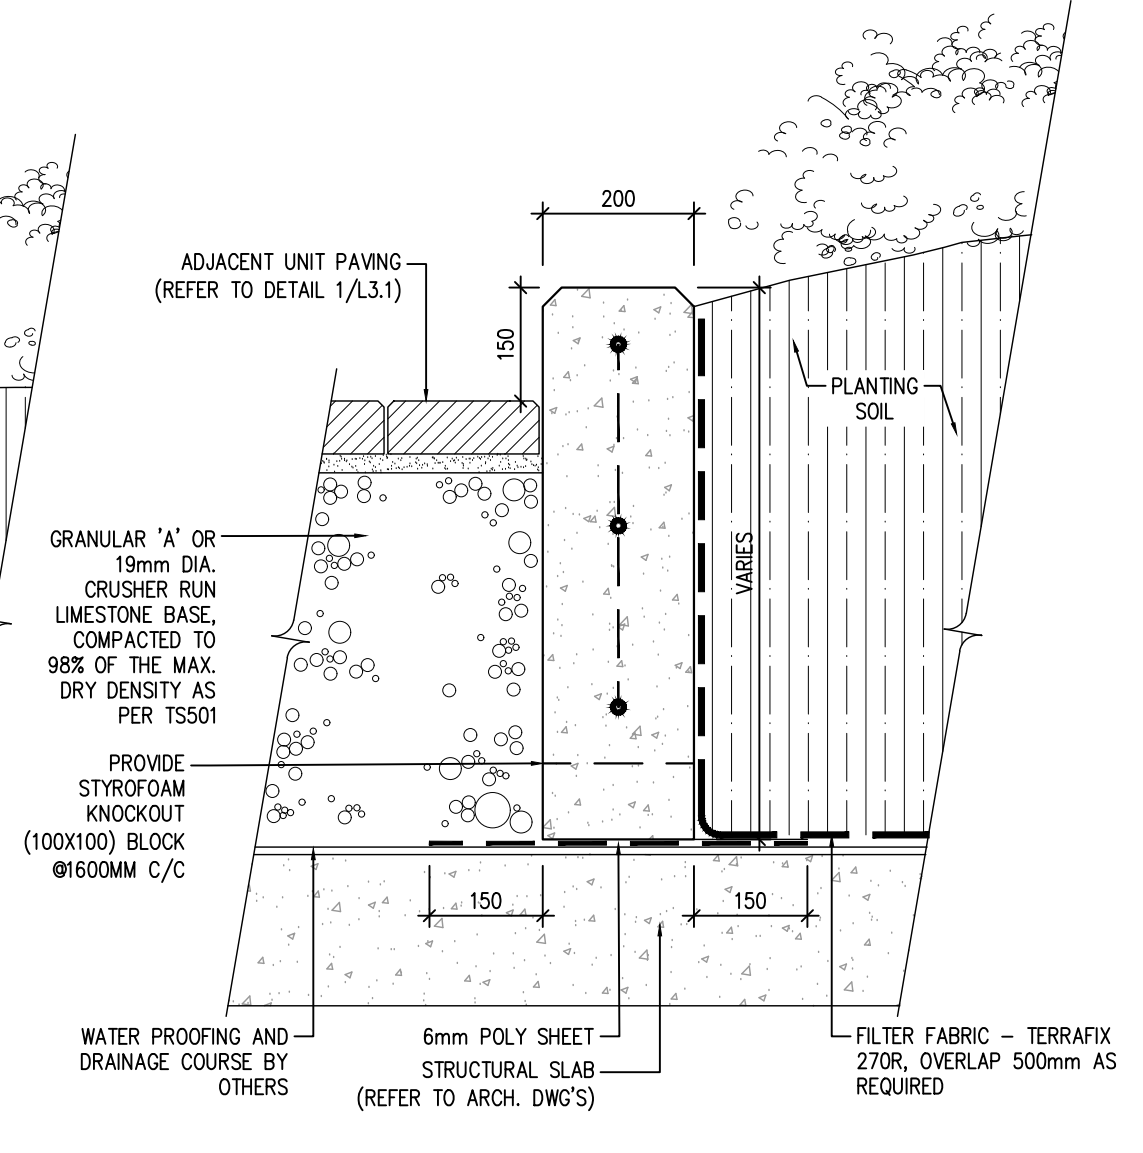 200
ADJACENT UNIT PAVING
(REFER TO DETAIL 1/L3.1)
150
PLANTING
SOIL
GRANULAR 'A' OR
19mm DIA.
CRUSHER RUN
LIMESTONE BASE,
COMPACTED TO
98% OF THE MAX.
DRY DENSITY AS
PER TS501
VARIES
PROVIDE
STYROFOAM
KNOCKOUT
(100X100) BLOCK
@1600MM C/C
150
150
WATER PROOFING AND
DRAINAGE COURSE BY
OTHERS
6mm POLY SHEET
STRUCTURAL SLAB
(REFER TO ARCH. DWG'S)
FILTER FABRIC - TERRAFIX
270R, OVERLAP 500mm AS
REQUIRED